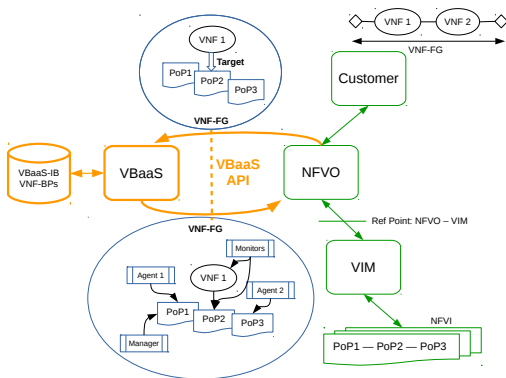 VNF 1
VNF 2
VNF-FG
VNF 1
Target
PoP1
PoP2
PoP3
VNF-FG
Customer
VBaaS-IB
VNF-BPs
VBaaS
VBaaS
API
NFVO
Ref Point: NFVO – VIM
VNF-FG
Monitors
Agent 1
VNF 1
Agent 2
PoP1
PoP2
PoP3
Manager
VIM
NFVI
PoP1 — PoP2 — PoP3